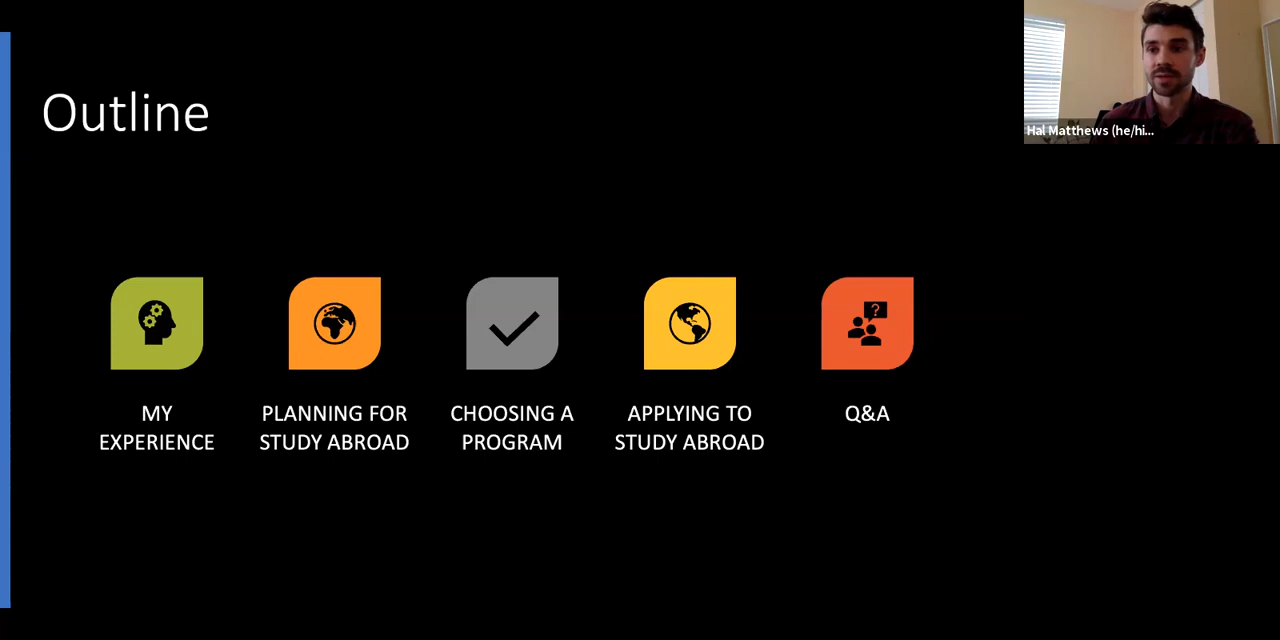 Outline
Hal Matthews (he/hi...
MY
EXPERIENCE
PLANNING FOR
STUDY ABROAD
CHOOSING A
PROGRAM
APPLYING TO
STUDY ABROAD
Q&A
?